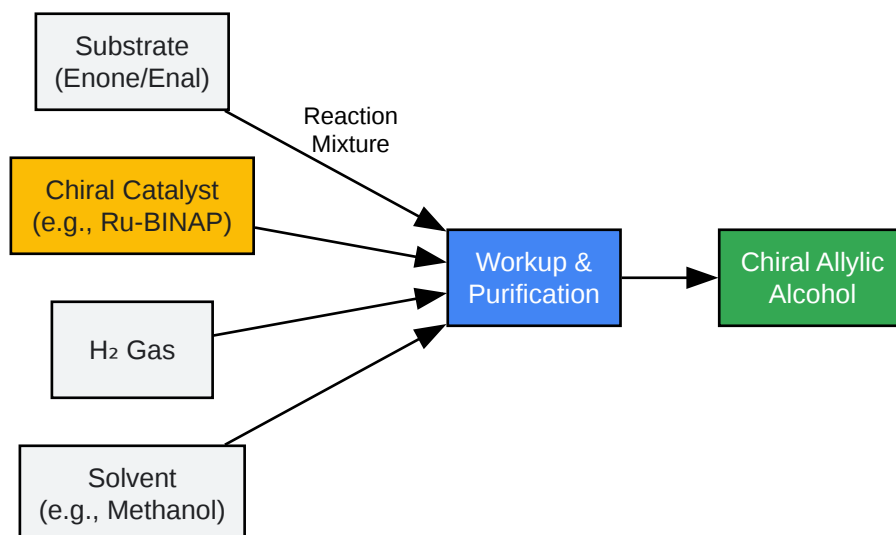 Substrate
(Enone/Enal)
Reaction
Mixture
Chiral Catalyst
(e.g., Ru-BINAP)
H₂ Gas
Solvent
(e.g., Methanol)
Workup &
Purification
Chiral Allylic
Alcohol